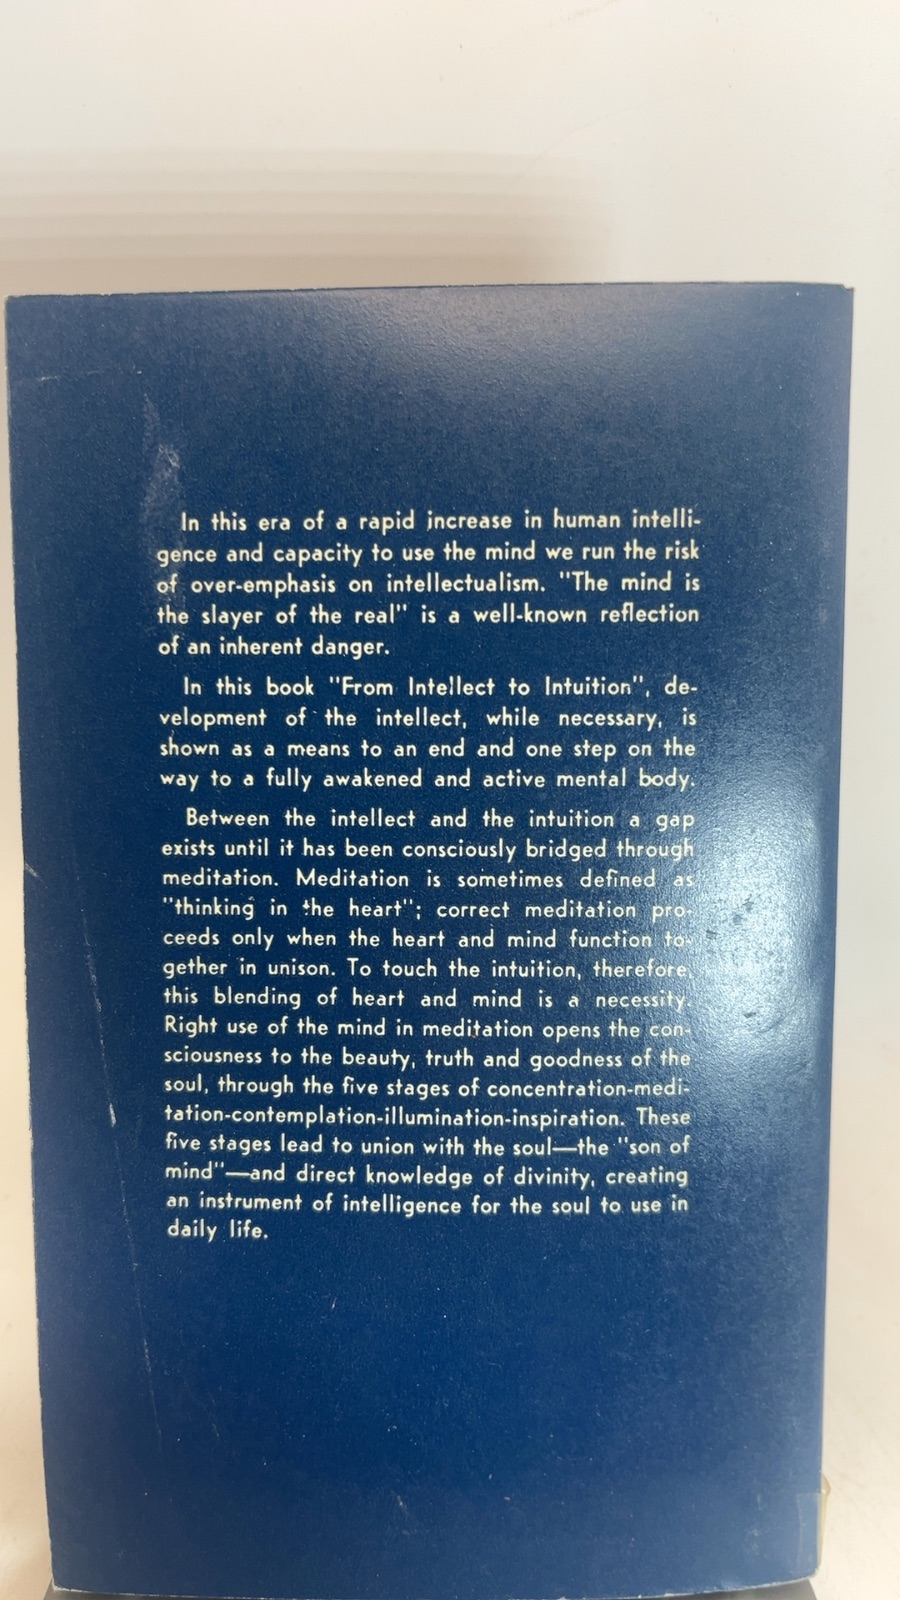 In this era of a rapid increase in human intelli-
gence and capacity to use the mind we run the risk
of over-emphasis on intellectualism. "The mind is
the slayer of the real" is a well-known reflection
of an inherent danger.
In this book "From Intellect to Intuition", de-
velopment of the intellect, while necessary, is
shown as a means to an end and one step on the
way to a fully awakened and active mental body.
Between the intellect and the intuition a gap
exists until it has been consciously bridged through
meditation. Meditation is sometimes defined as
"thinking in the heart"; correct meditation pro-
ceeds only when the heart and mind function to-
gether in unison. To touch the intuition, therefore,
this blending of heart and mind is a necessity.
Right use of the mind in meditation opens the con-
sciousness to the beauty, truth and goodness of the
soul, through the five stages of concentration-medi-
tation-contemplation-illumination-inspiration. These
five stages lead to union with the soul—the "son of
mind"—and direct knowledge of divinity, creating
an instrument of intelligence for the soul to use in
daily life.